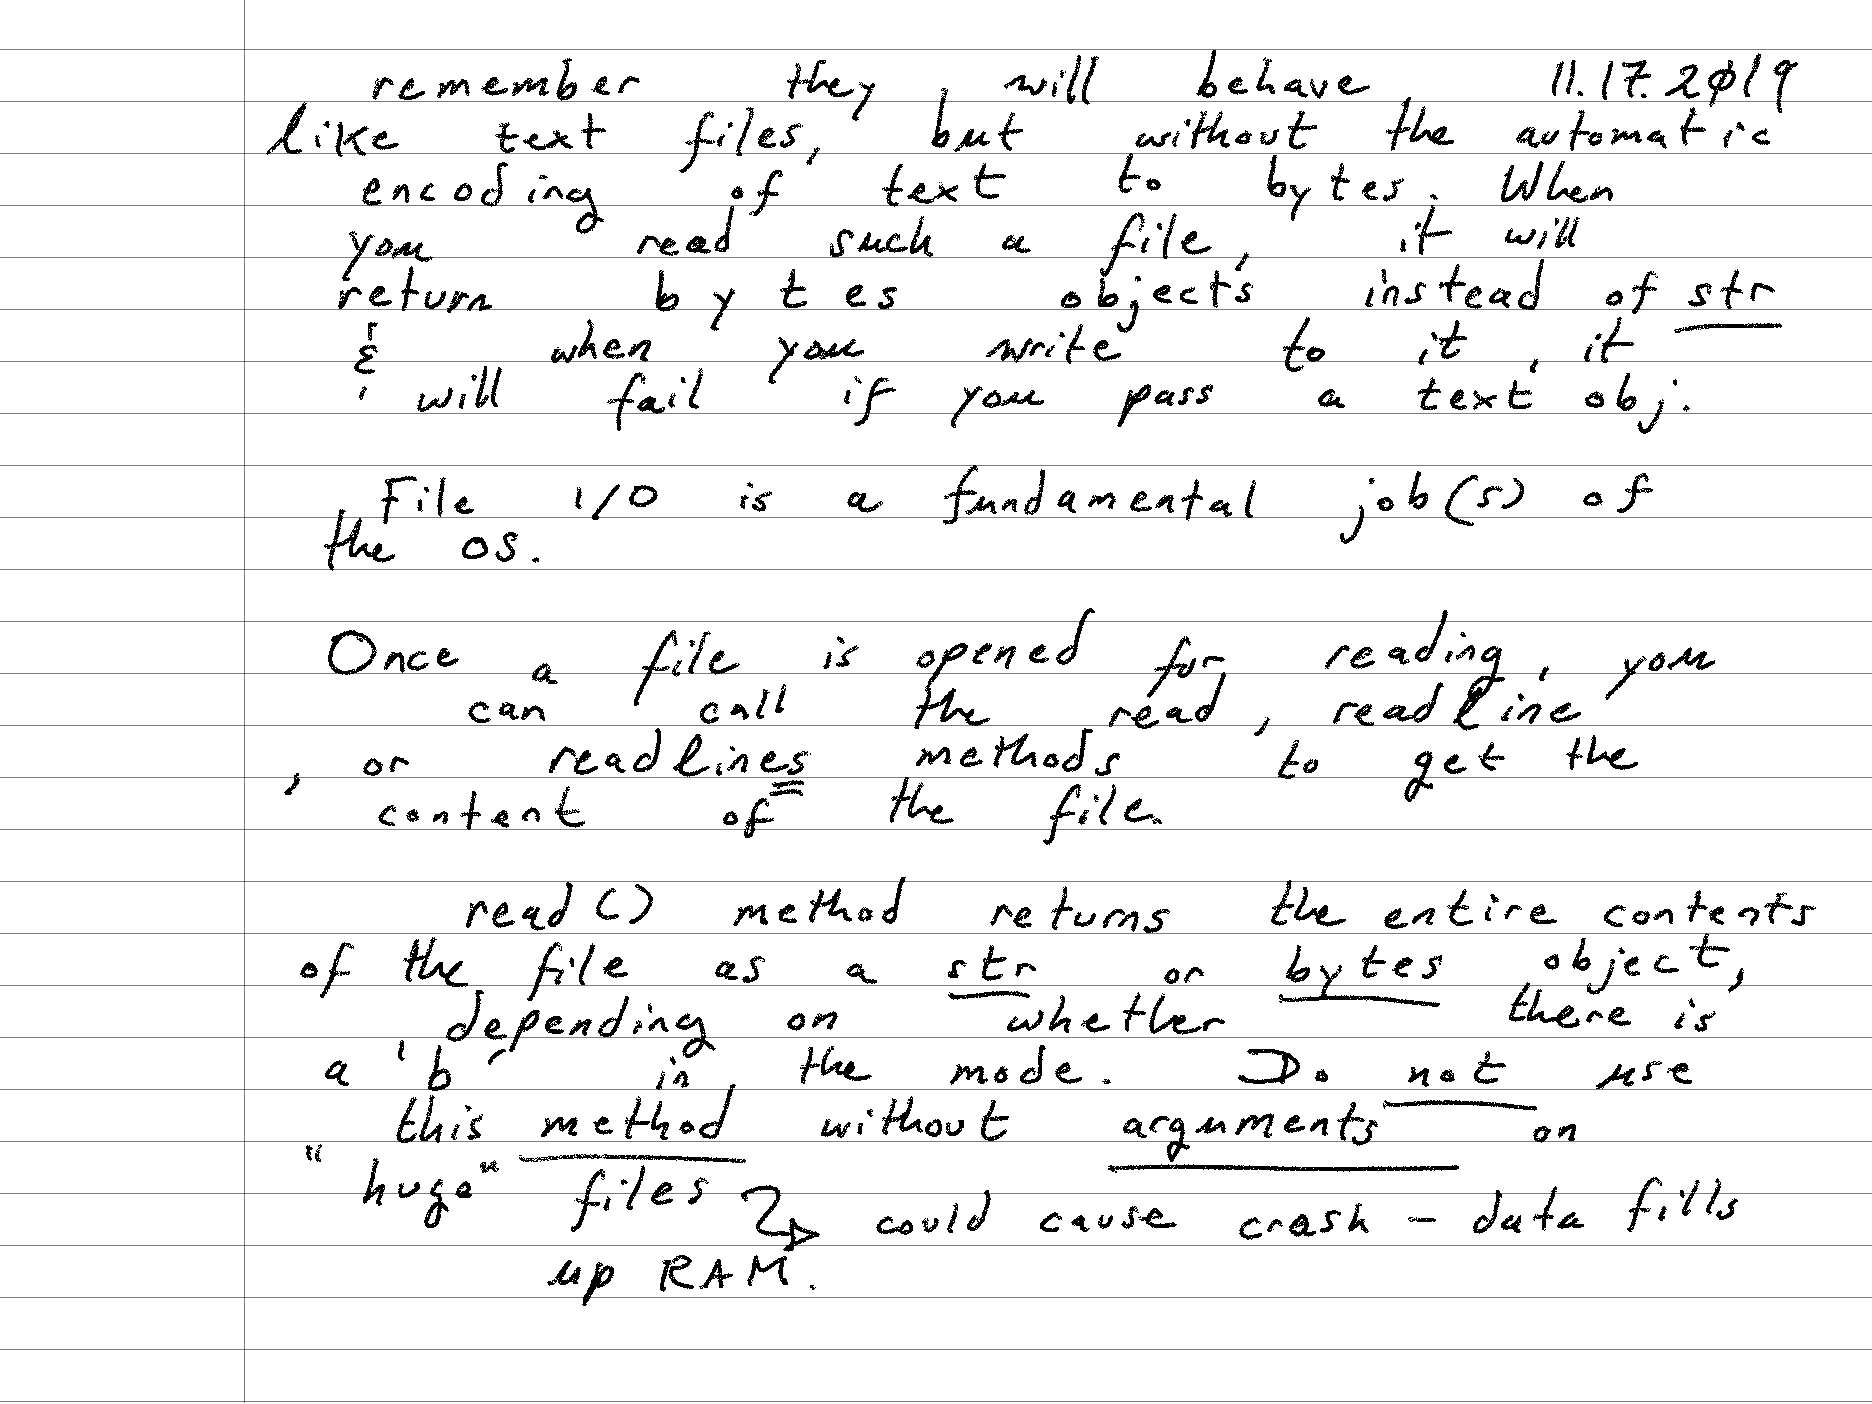 remember they will behave 11.17.2019
like text files, but without the automatic
encoding of text to bytes. When
you read such a file, it will
return bytes objects instead of str
& when you write to it, it
will fail if you pass a text obj.
File I/O is a fundamental job(s) of
the OS.
Once a file is opened for reading, you
can call the read, readline
, or readlines methods to get the
content of the file.
read() method returns the entire contents
of the file as a str or bytes object,
depending on whether there is
a 'b' in the mode. Do not use
this method without arguments on
"huge" files → could cause crash - data fills
up RAM.